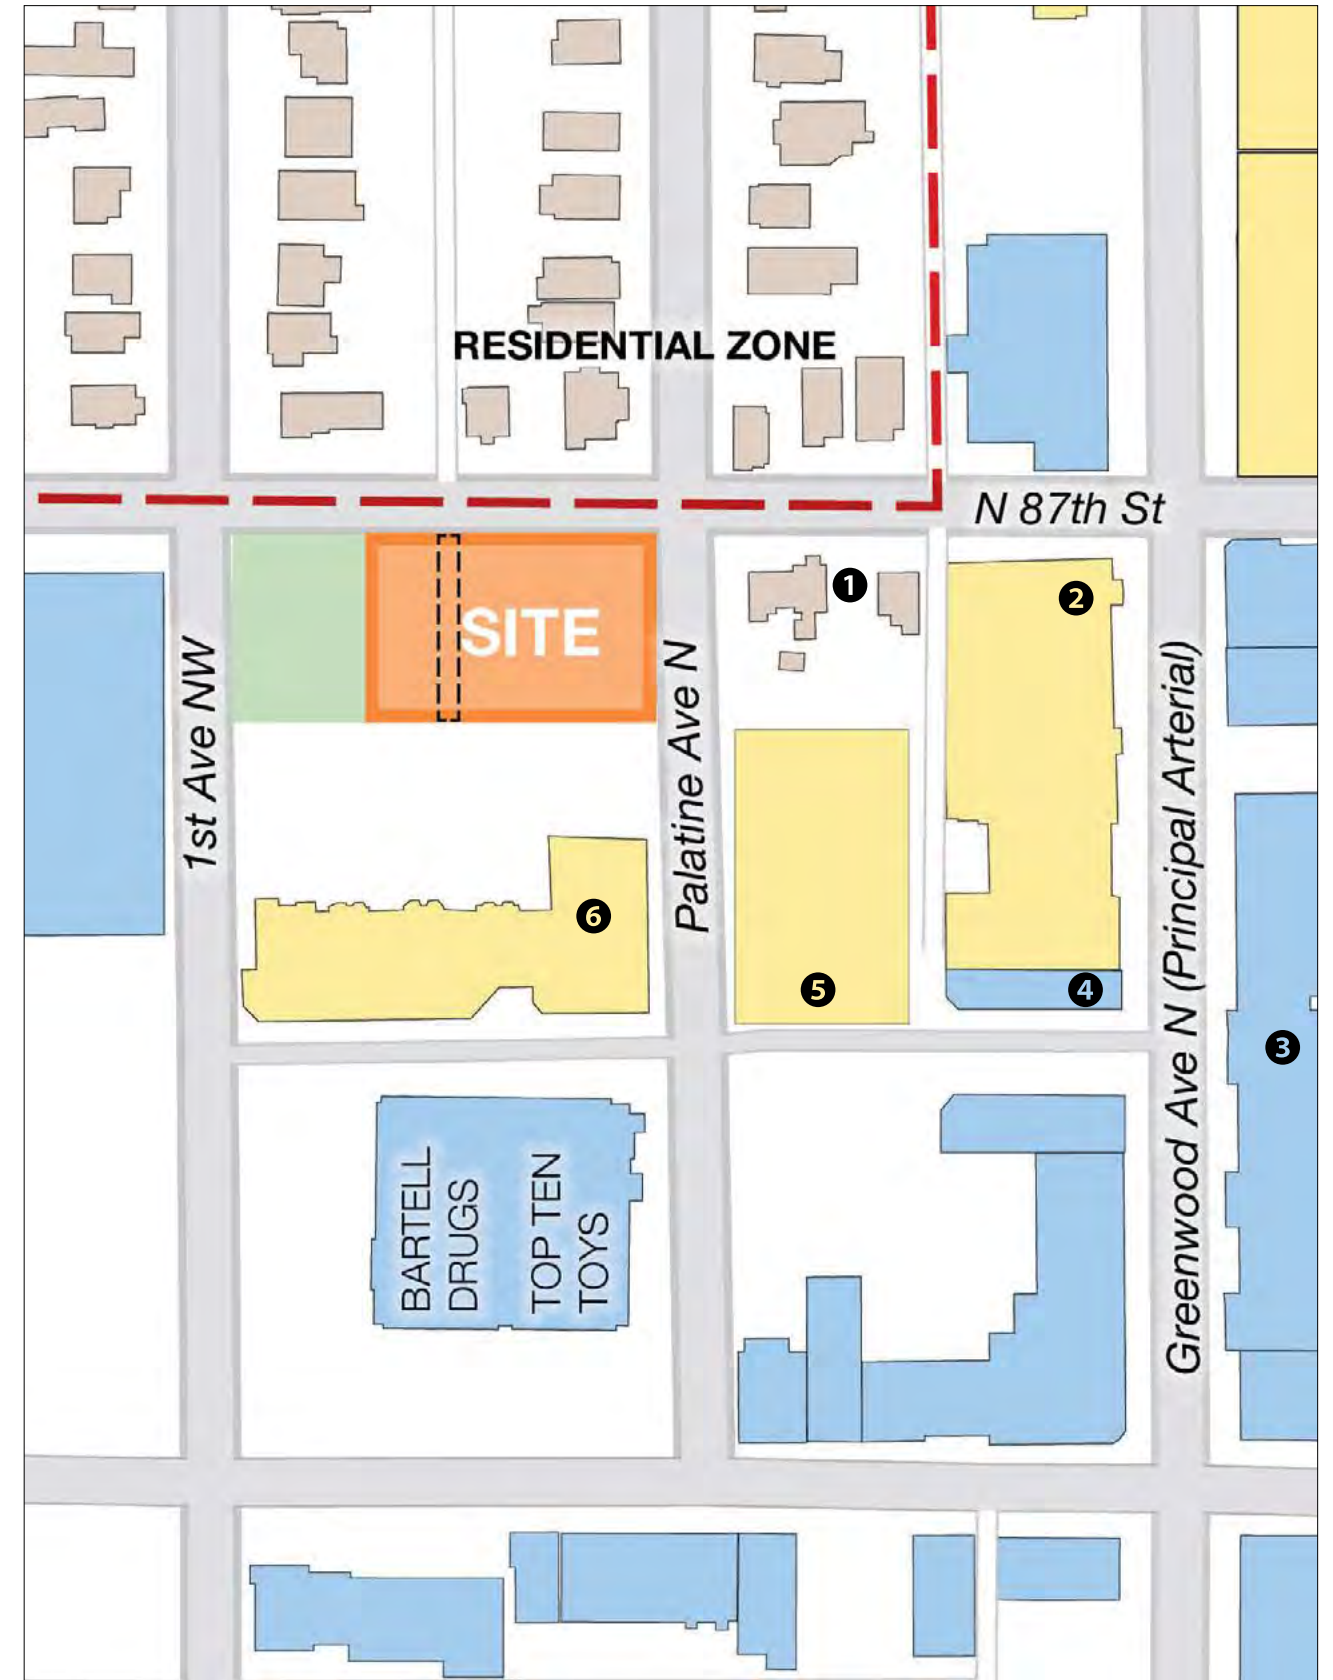 RESIDENTIAL ZONE
N 87th St
1
2
SITE
1st Ave NW
Palatine Ave N
Greenwood Ave N (Principal Arterial)
6
5
4
3
BARTELL
DRUGS
TOP TEN
TOYS